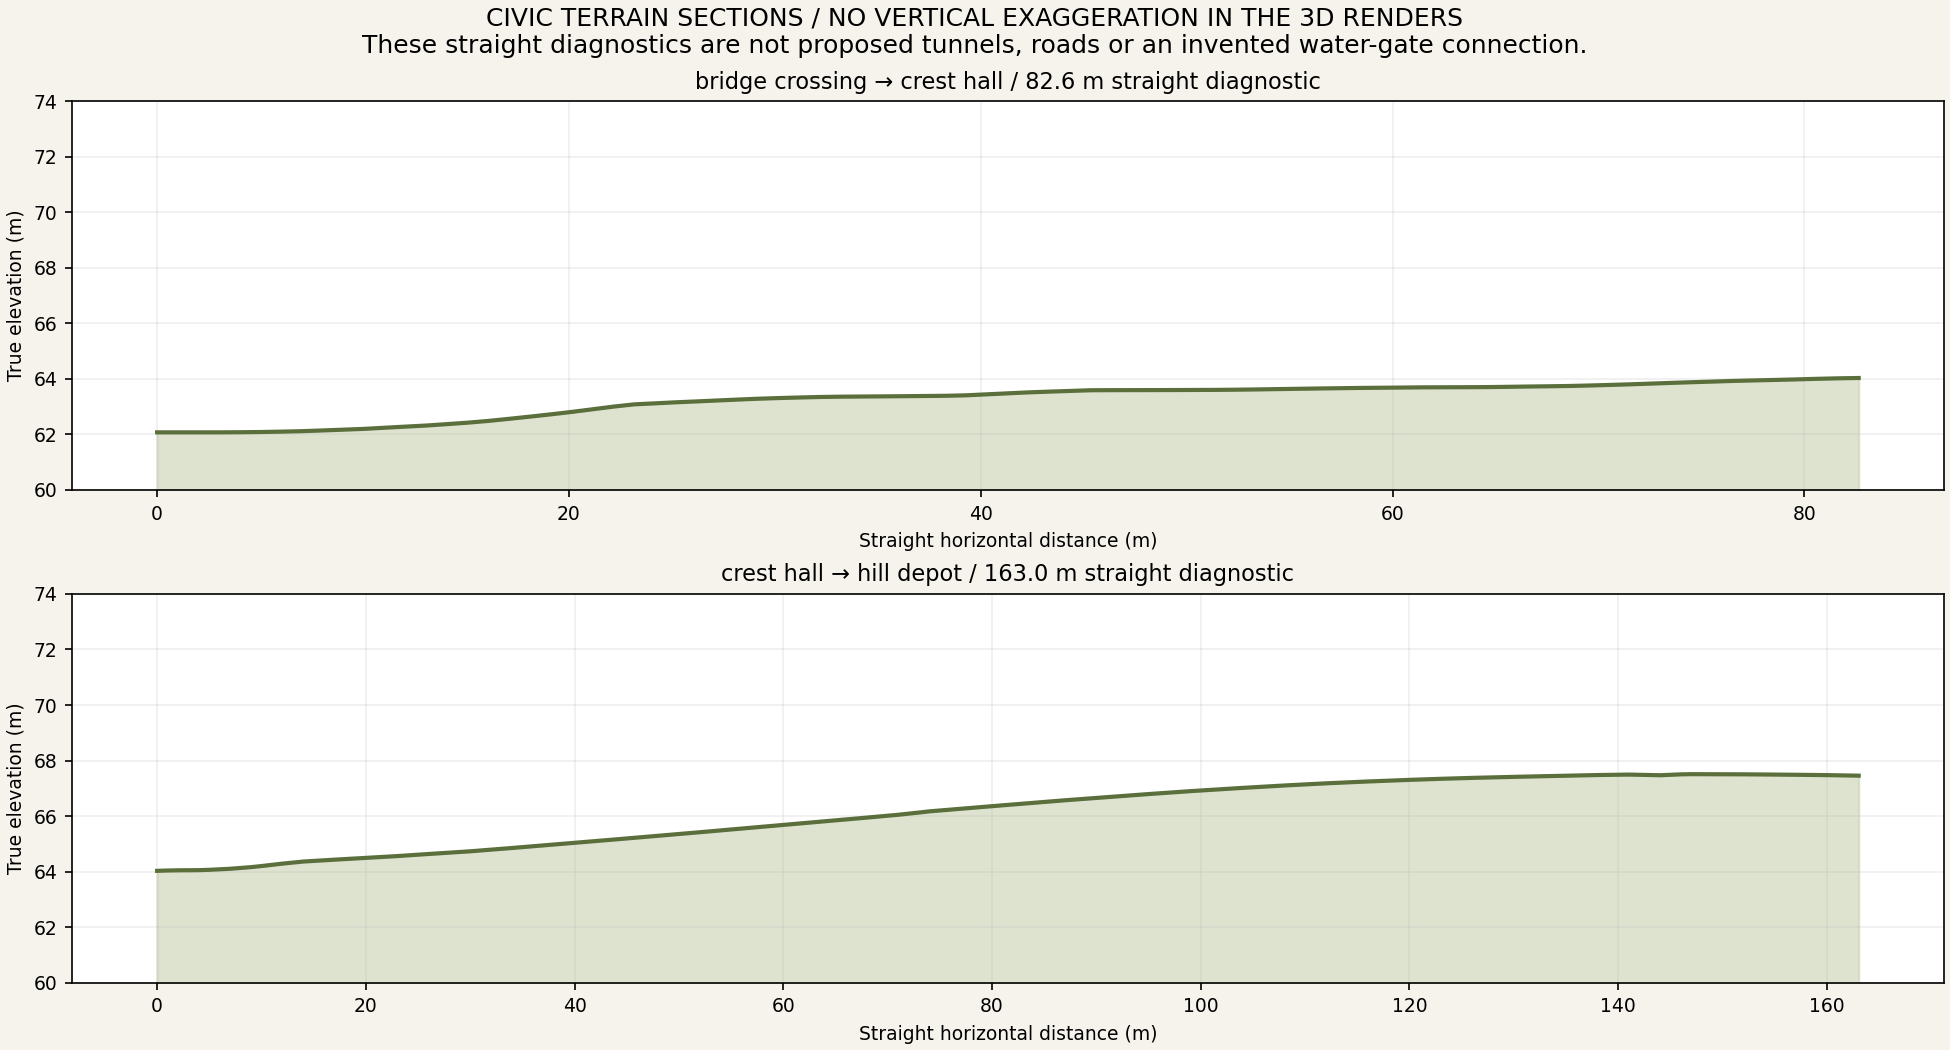 CIVIC TERRAIN SECTIONS / NO VERTICAL EXAGGERATION IN THE 3D RENDERS
These straight diagnostics are not proposed tunnels, roads or an invented water-gate connection.
bridge crossing → crest hall / 82.6 m straight diagnostic
True elevation (m)
74
72
70
68
66
64
62
60
0 20 40 60 80
Straight horizontal distance (m)
crest hall → hill depot / 163.0 m straight diagnostic
True elevation (m)
74
72
70
68
66
64
62
60
0 20 40 60 80 100 120 140 160
Straight horizontal distance (m)